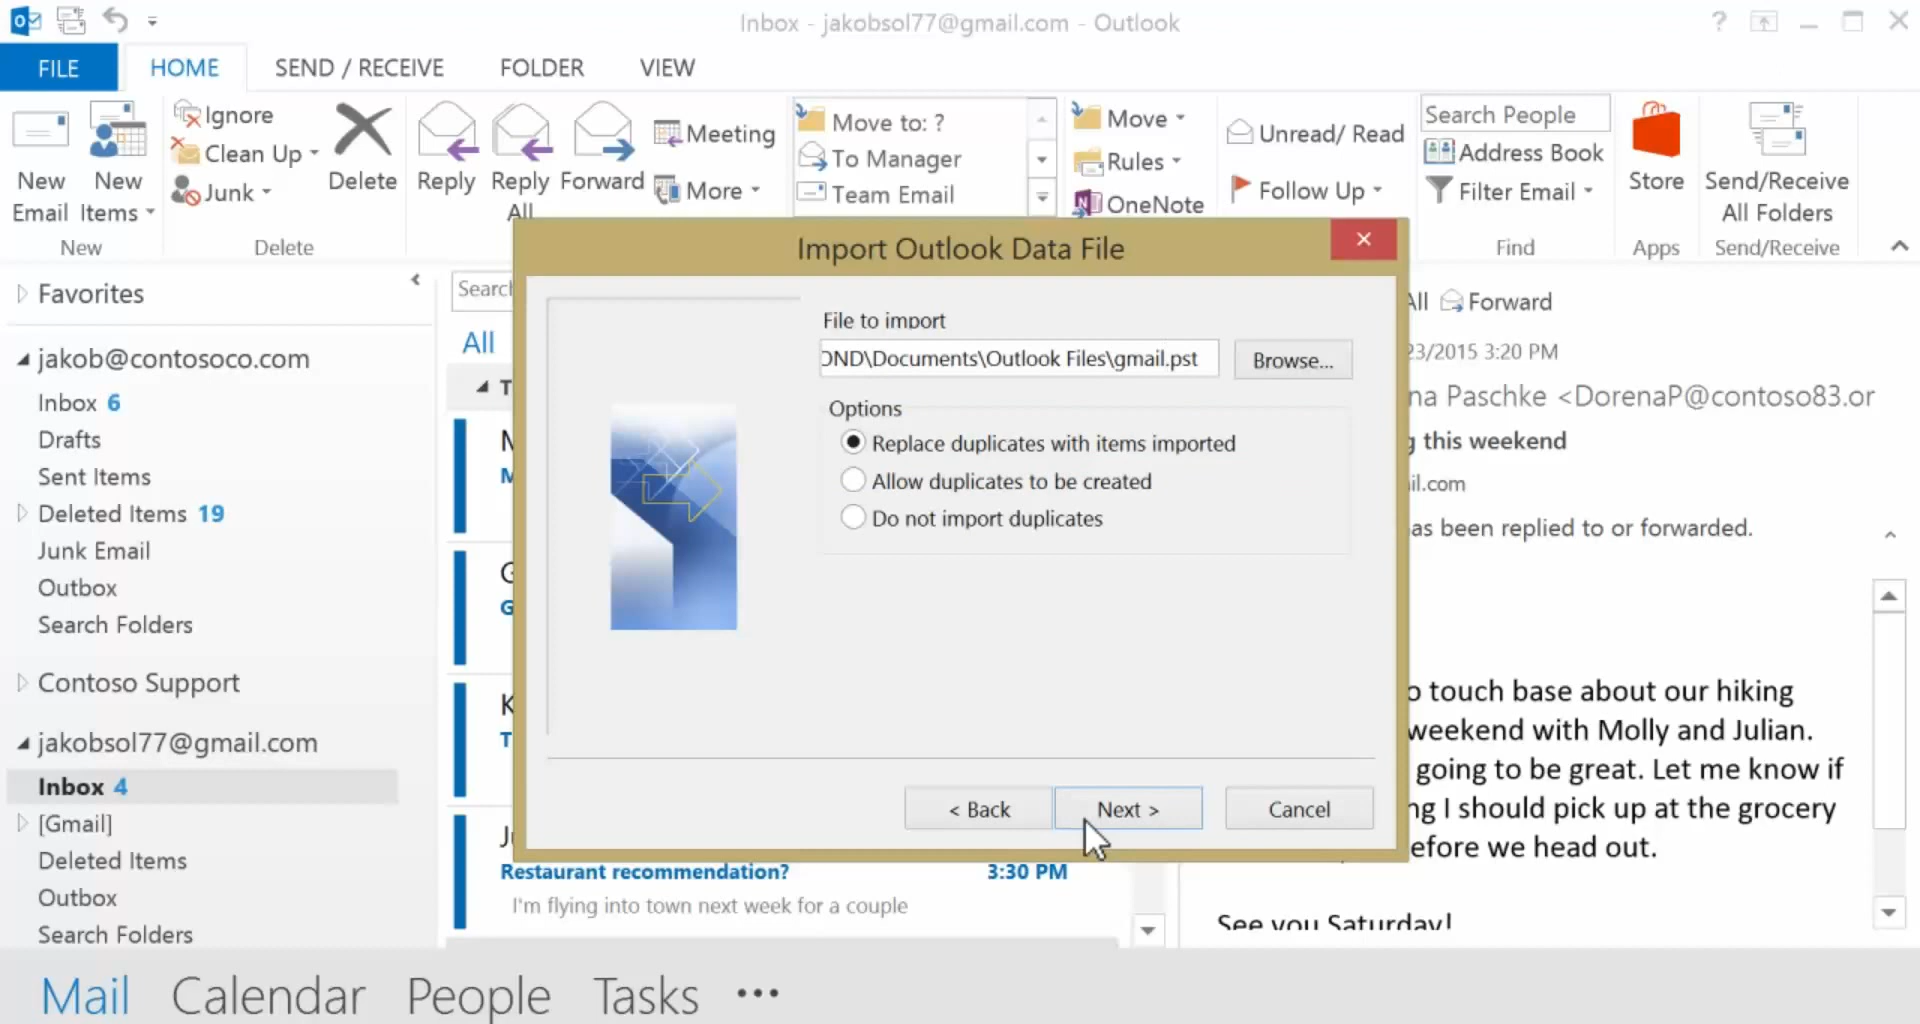 Inbox - jakobsol77@gmail.com - Outlook
FILE HOME SEND / RECEIVE FOLDER VIEW
New Email
New Items
New
Ignore
Clean Up
Junk
Delete
Delete
Reply
Reply All
Forward
Meeting
More
Move to: ?
To Manager
Team Email
Move
Rules
OneNote
Unread/ Read
Follow Up
Search People
Address Book
Filter Email
Find
Store
Apps
Send/Receive
All Folders
Send/Receive
Favorites
jakob@contosoco.com
Inbox 6
Drafts
Sent Items
Deleted Items 19
Junk Email
Outbox
Search Folders
Contoso Support
jakobsol77@gmail.com
Inbox 4
[Gmail]
Deleted Items
Outbox
Search Folders
Search
All
Import Outlook Data File
File to import
OND\Documents\Outlook Files\gmail.pst
Browse...
Options
Replace duplicates with items imported
Allow duplicates to be created
Do not import duplicates
< Back
Next >
Cancel
Restaurant recommendation? 3:30 PM
I'm flying into town next week for a couple
All Forward
23/2015 3:20 PM
na Paschke <DorenaP@contoso83.or
g this weekend
il.com
as been replied to or forwarded.
o touch base about our hiking
weekend with Molly and Julian.
going to be great. Let me know if
ng I should pick up at the grocery
efore we head out.
See you Saturday!
Mail Calendar People Tasks •••